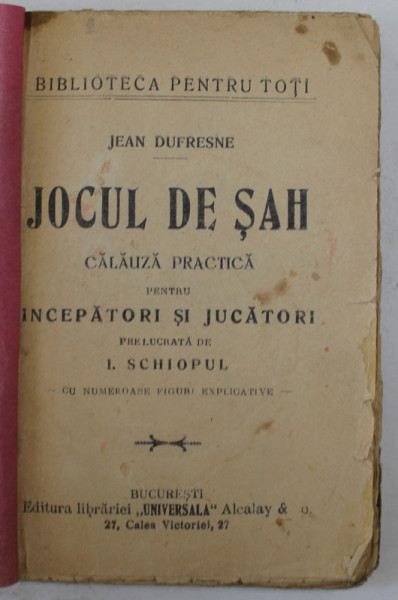 BIBLIOTECA PENTRU TOŢI
JEAN DUFRESNE
JOCUL DE ŞAH
CĂLĂUZĂ PRACTICĂ
PENTRU
INCEPĂTORI ŞI JUCĂTORI
PRELUCRATĂ DE
I. SCHIOPUL
— CU NUMEROASE FIGURI EXPLICATIVE —
BUCUREŞTI
Editura librăriei „UNIVERSALA" Alcalay & o.
27, Calea Victoriei, 27